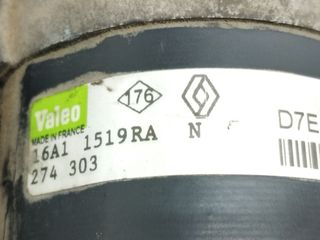 Valeo
MADE IN FRANCE
176
16A1 1519RA N
D7E
274 303